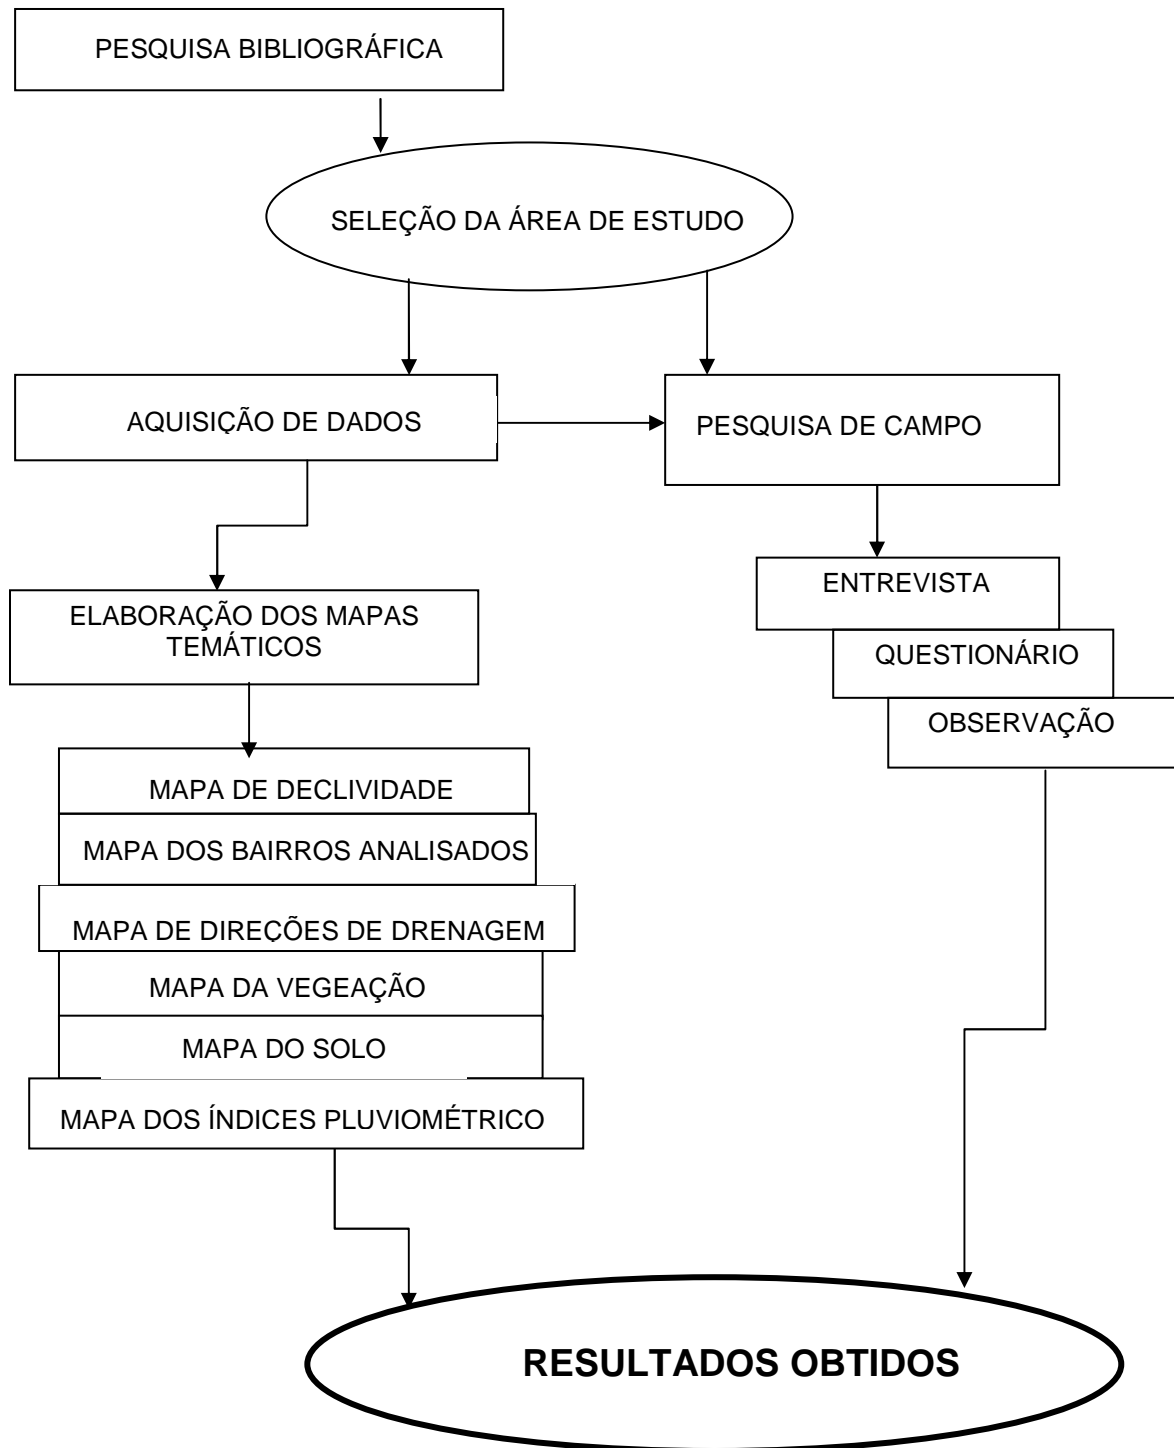 PESQUISA BIBLIOGRÁFICA
SELEÇÃO DA ÁREA DE ESTUDO
AQUISIÇÃO DE DADOS
PESQUISA DE CAMPO
ELABORAÇÃO DOS MAPAS
TEMÁTICOS
ENTREVISTA
QUESTIONÁRIO
OBSERVAÇÃO
MAPA DE DECLIVIDADE
MAPA DOS BAIRROS ANALISADOS
MAPA DE DIREÇÕES DE DRENAGEM
MAPA DA VEGEAÇÃO
MAPA DO SOLO
MAPA DOS ÍNDICES PLUVIOMÉTRICO
RESULTADOS OBTIDOS